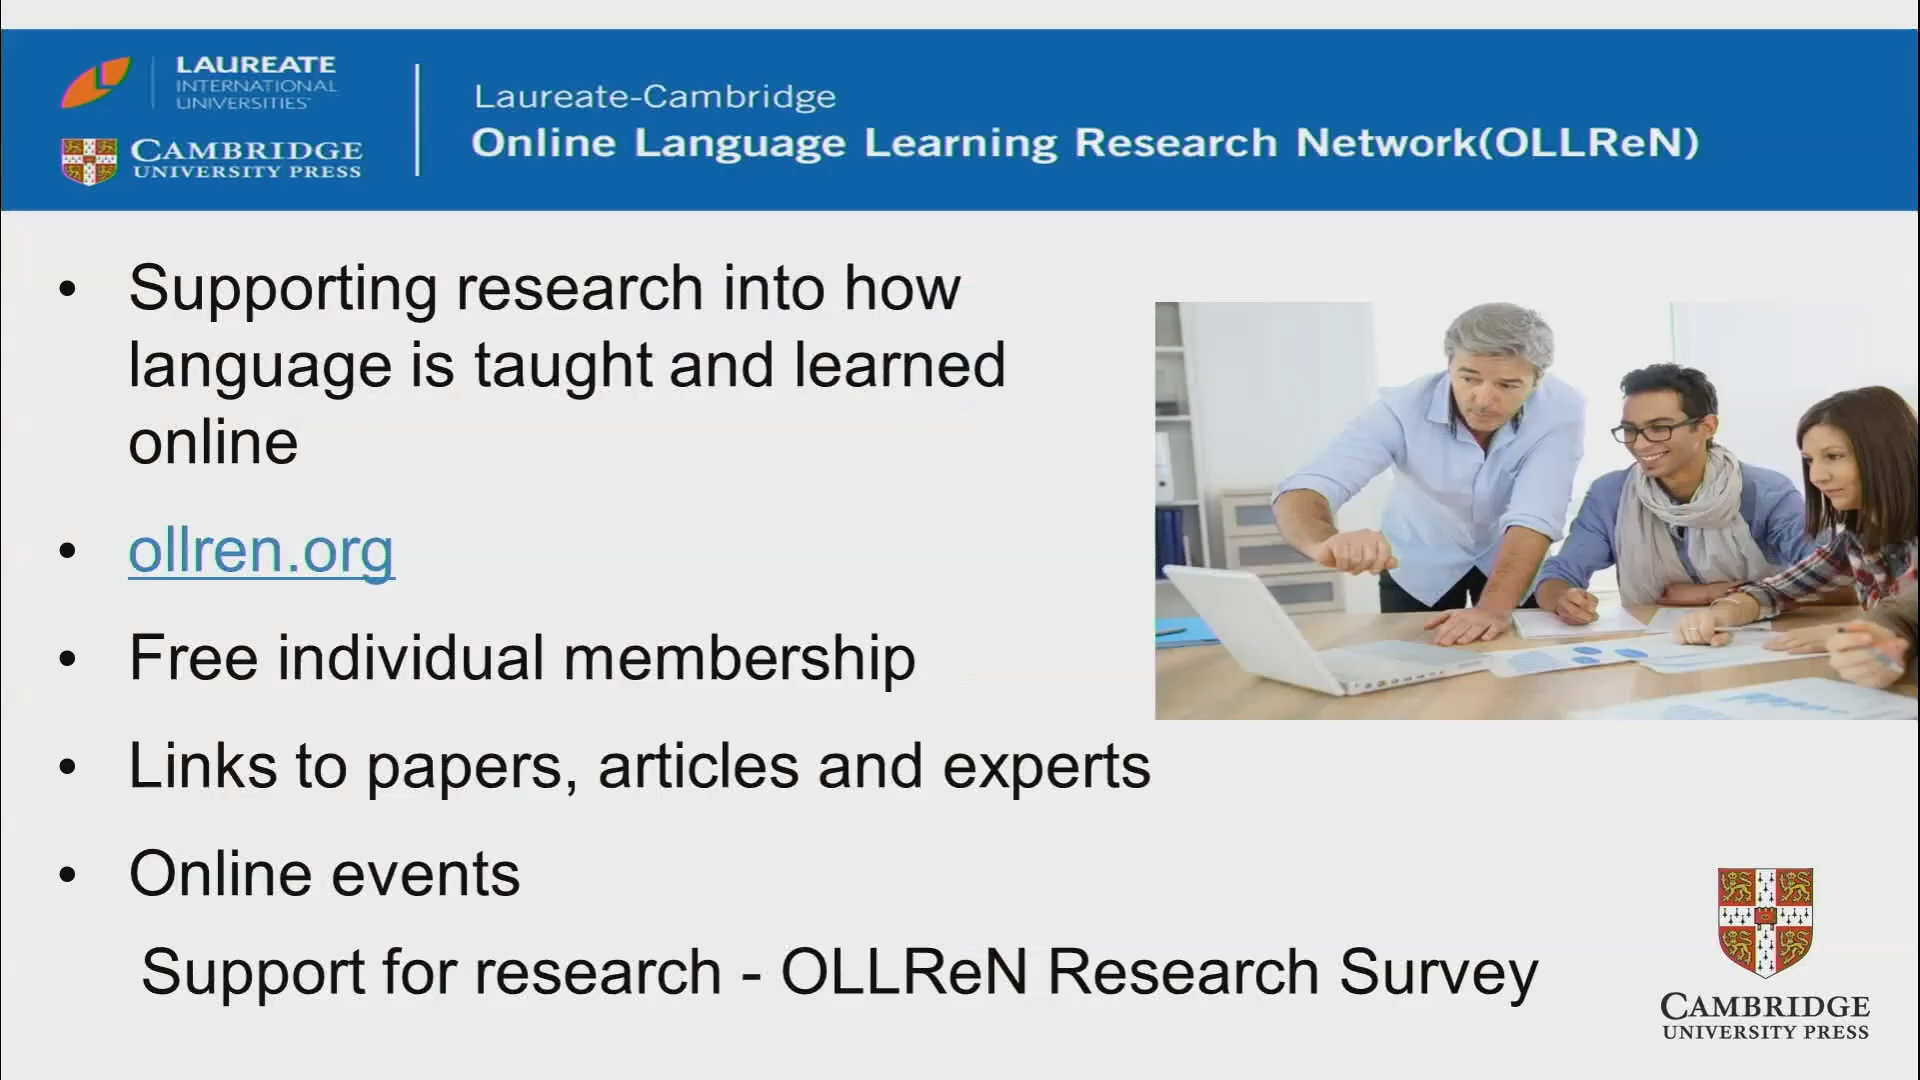 LAUREATE
INTERNATIONAL
UNIVERSITIES
CAMBRIDGE
UNIVERSITY PRESS
Laureate-Cambridge
Online Language Learning Research Network(OLLReN)
• Supporting research into how
language is taught and learned
online
• ollren.org
• Free individual membership
• Links to papers, articles and experts
• Online events
Support for research - OLLReN Research Survey
CAMBRIDGE
UNIVERSITY PRESS